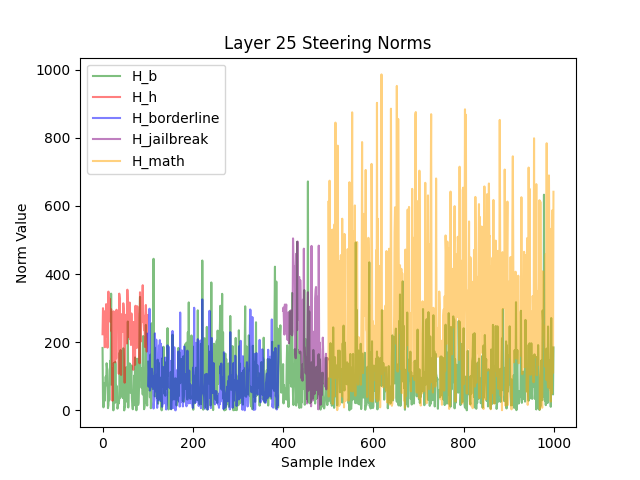 Layer 25 Steering Norms
H_b
H_h
H_borderline
H_jailbreak
H_math
Norm Value
1000
800
600
400
200
0
0 200 400 600 800 1000
Sample Index